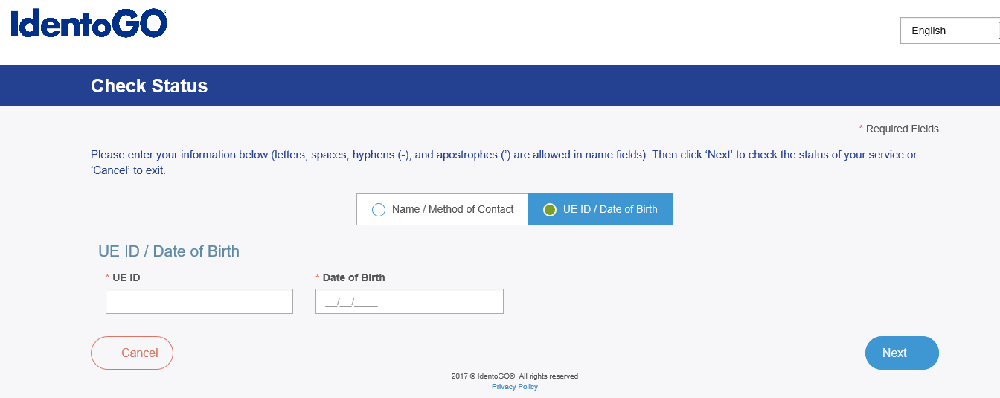 IdentoGO
English
Check Status
* Required Fields
Please enter your information below (letters, spaces, hyphens (-), and apostrophes (’) are allowed in name fields). Then click ‘Next’ to check the status of your service or
‘Cancel’ to exit.
Name / Method of Contact
UE ID / Date of Birth
UE ID / Date of Birth
* UE ID
* Date of Birth
__/__/____
Cancel
Next
2017 © IdentoGO®. All rights reserved
Privacy Policy